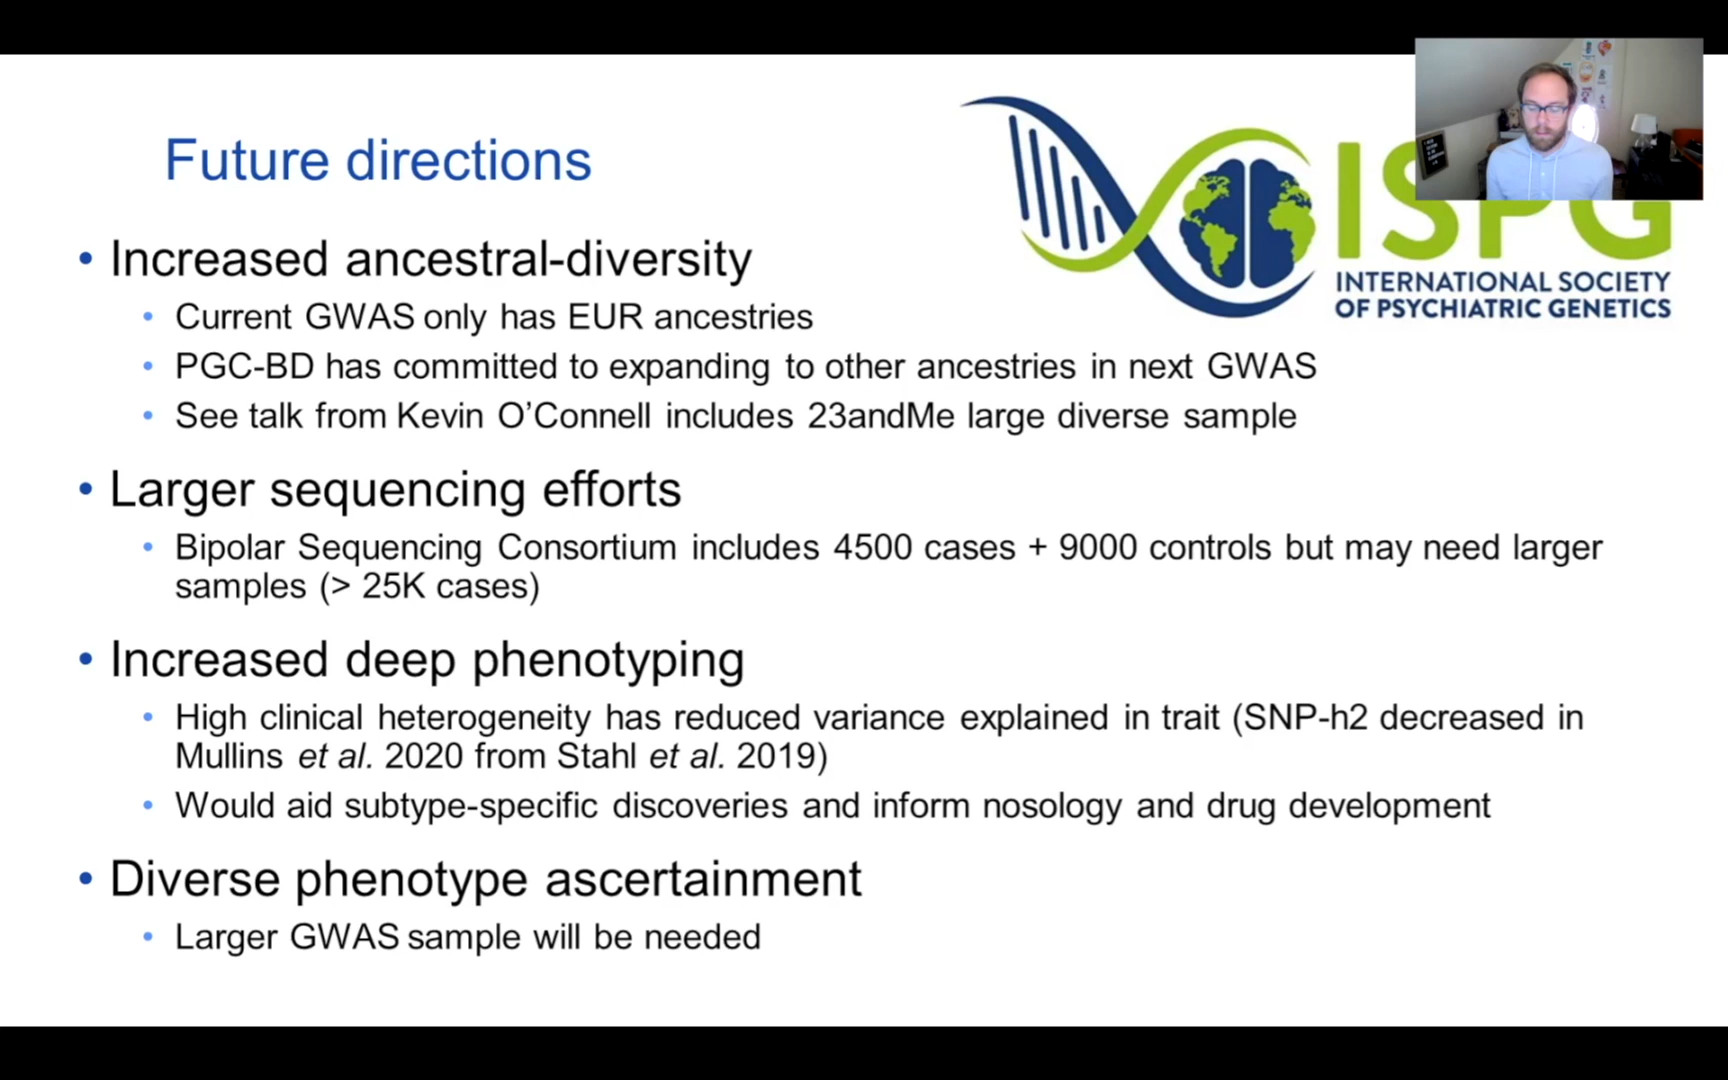 Future directions
ISPG
INTERNATIONAL SOCIETY
OF PSYCHIATRIC GENETICS
• Increased ancestral-diversity
• Current GWAS only has EUR ancestries
• PGC-BD has committed to expanding to other ancestries in next GWAS
• See talk from Kevin O’Connell includes 23andMe large diverse sample
• Larger sequencing efforts
• Bipolar Sequencing Consortium includes 4500 cases + 9000 controls but may need larger
samples (> 25K cases)
• Increased deep phenotyping
• High clinical heterogeneity has reduced variance explained in trait (SNP-h2 decreased in
Mullins et al. 2020 from Stahl et al. 2019)
• Would aid subtype-specific discoveries and inform nosology and drug development
• Diverse phenotype ascertainment
• Larger GWAS sample will be needed